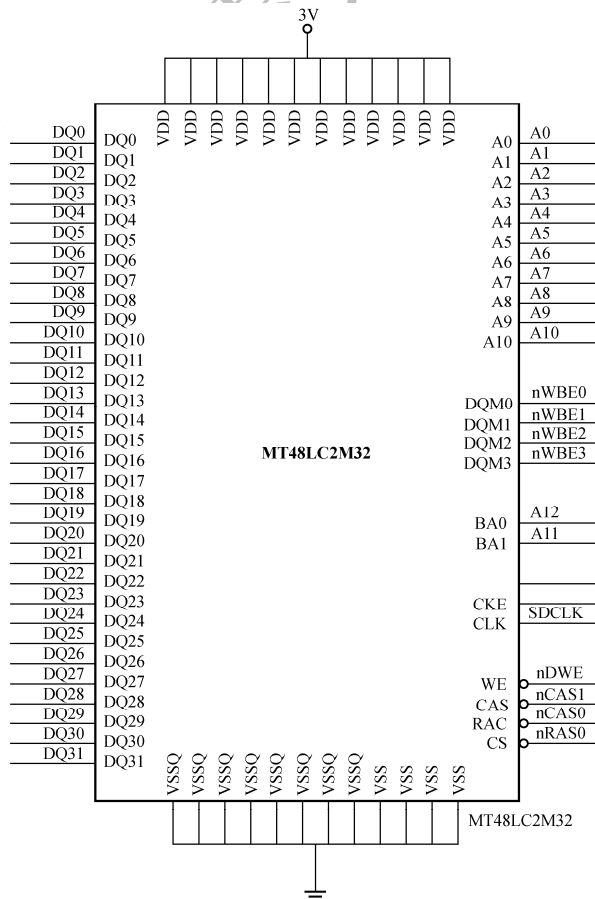 3V
VDD VDD VDD VDD VDD VDD VDD VDD VDD VDD VDD VDD
DQ0 DQ0 A0 A0
DQ1 DQ1 A1 A1
DQ2 DQ2 A2 A2
DQ3 DQ3 A3 A3
DQ4 DQ4 A4 A4
DQ5 DQ5 A5 A5
DQ6 DQ6 A6 A6
DQ7 DQ7 A7 A7
DQ8 DQ8 A8 A8
DQ9 DQ9 A9 A9
DQ10 DQ10 A10 A10
DQ11 DQ11
DQ12 DQ12
DQ13 DQ13 DQM0 nWBE0
DQ14 DQ14 DQM1 nWBE1
DQ15 DQ15 DQM2 nWBE2
DQ16 DQ16 DQM3 nWBE3
MT48LC2M32
DQ17 DQ17
DQ18 DQ18
DQ19 DQ19 BA0 A12
DQ20 DQ20 BA1 A11
DQ21 DQ21
DQ22 DQ22
DQ23 DQ23 CKE
DQ24 DQ24 CLK SDCLK
DQ25 DQ25
DQ26 DQ26
DQ27 DQ27 WE nDWE
DQ28 DQ28 CAS nCAS1
DQ29 DQ29 RAC nCAS0
DQ30 DQ30 CS nRAS0
DQ31 DQ31
VSSQ VSSQ VSSQ VSSQ VSSQ VSSQ VSSQ VSSQ VSS VSS VSS VSS
MT48LC2M32